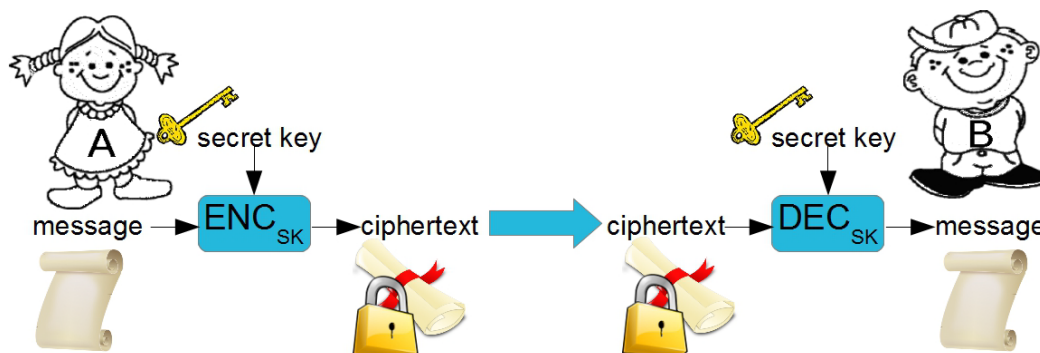 A
B
secret key
secret key
message
ENC SK
ciphertext
ciphertext
DEC SK
message